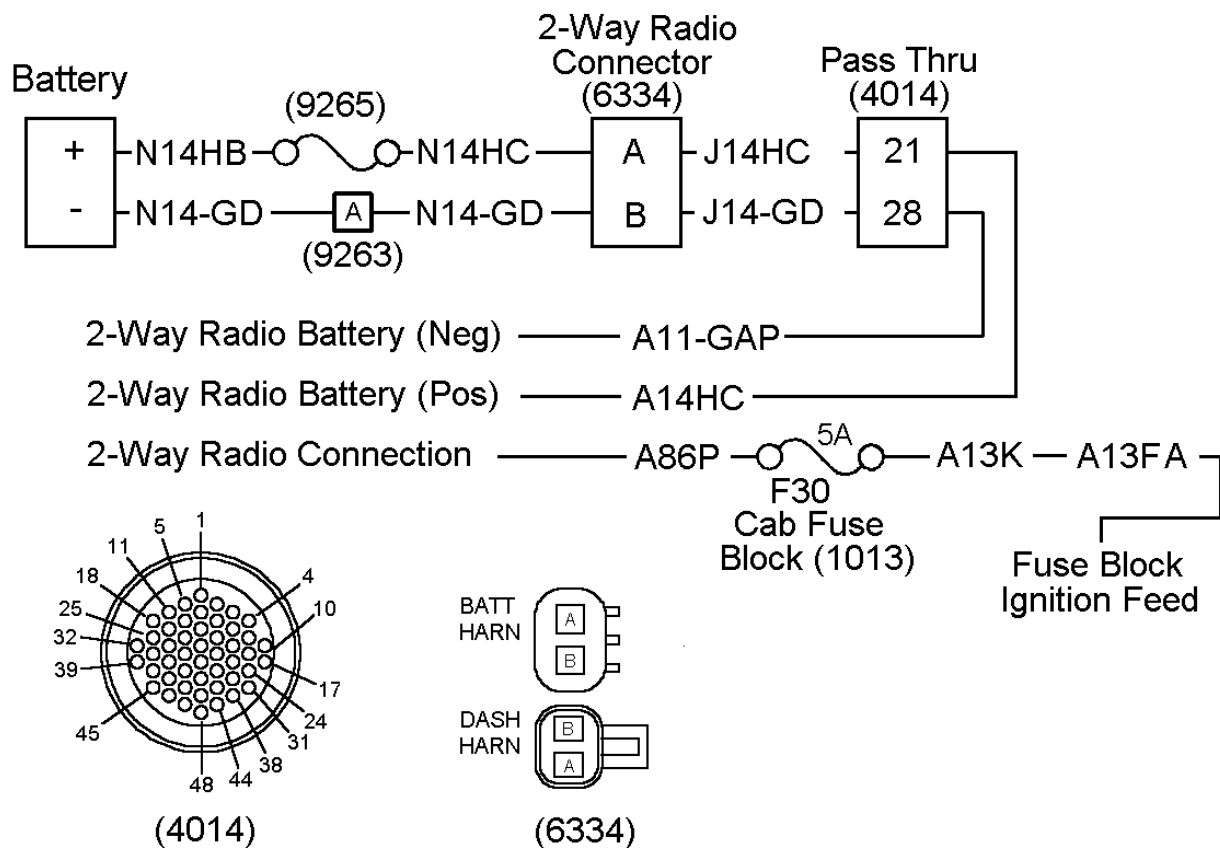 2-Way Radio
Connector
(6334)
Pass Thru
(4014)
Battery
(9265)
+ N14HB N14HC A J14HC 21
- N14-GD A N14-GD B J14-GD 28
(9263)
2-Way Radio Battery (Neg) A11-GAP
2-Way Radio Battery (Pos) A14HC
5A
2-Way Radio Connection A86P A13K A13FA
F30
Cab Fuse
Block (1013)
Fuse Block
Ignition Feed
1
5
11
18
25
32
39
45
48
44
38
31
24
17
10
4
(4014)
BATT
HARN
A
B
DASH
HARN
B
A
(6334)